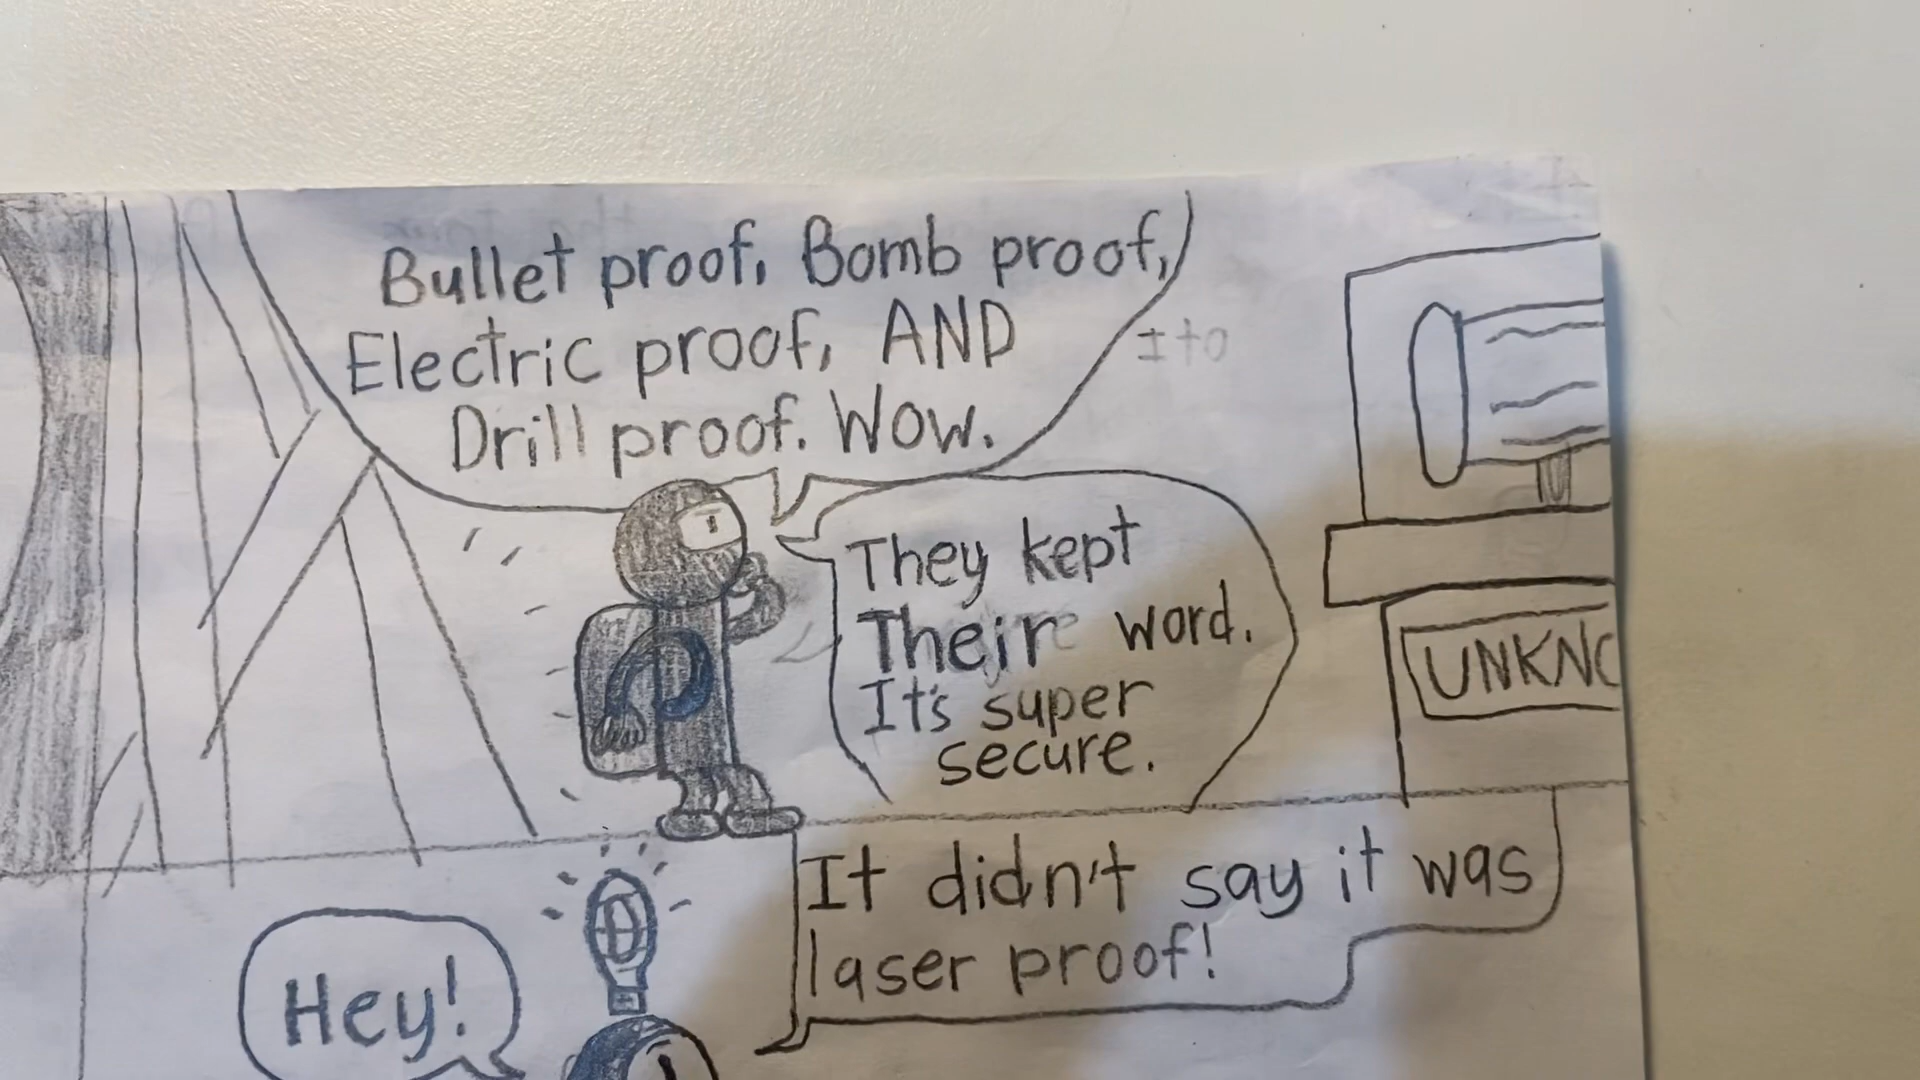 Bullet proof, Bomb proof,
Electric proof, AND
Drill proof. Wow.
They kept
Their word.
It's super
secure.
UNKNO
It didn't say it was
laser proof!
Hey!